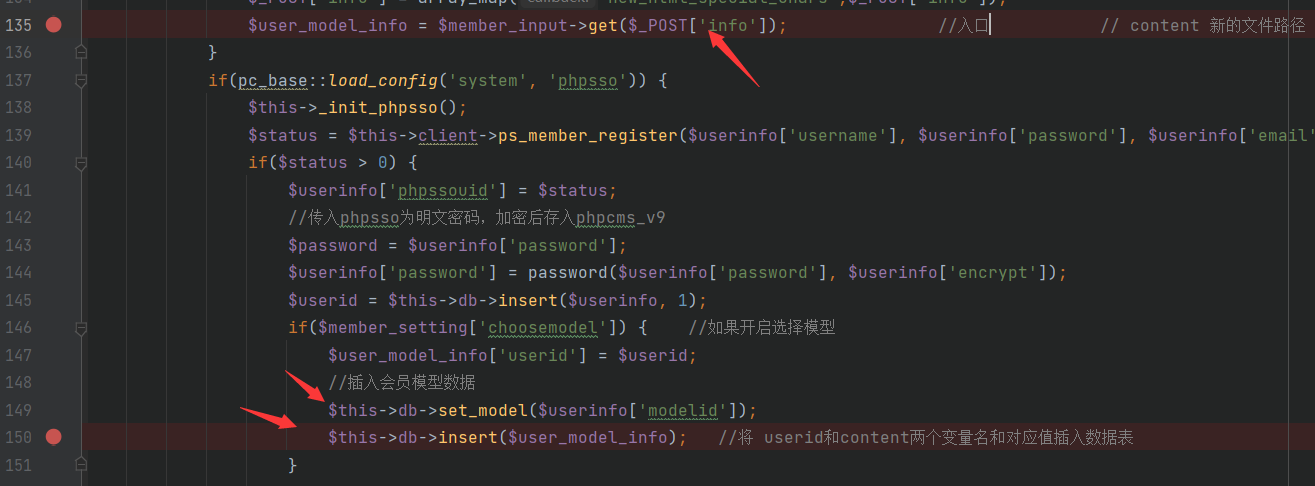 135 $user_model_info = $member_input->get($_POST['info']); //入口 // content 新的文件路径
136 }
137 if(pc_base::load_config('system', 'phpsso')) {
138 $this->_init_phpsso();
139 $status = $this->client->ps_member_register($userinfo['username'], $userinfo['password'], $userinfo['email'
140 if($status > 0) {
141 $userinfo['phpssouid'] = $status;
142 //传入phpsso为明文密码，加密后存入phpcms_v9
143 $password = $userinfo['password'];
144 $userinfo['password'] = password($userinfo['password'], $userinfo['encrypt']);
145 $userid = $this->db->insert($userinfo, 1);
146 if($member_setting['choosemodel']) { //如果开启选择模型
147 $user_model_info['userid'] = $userid;
148 //插入会员模型数据
149 $this->db->set_model($userinfo['modelid']);
150 $this->db->insert($user_model_info); //将 userid和content两个变量名和对应值插入数据表
151 }